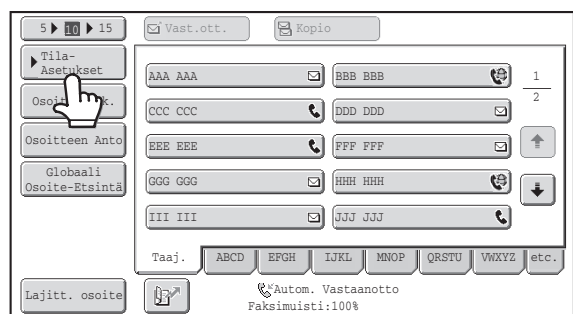 5 10 15
Vast.ott.
Kopio
Tila-
Asetukset
AAA AAA
BBB BBB
1
2
CCC CCC
DDD DDD
Osoitteen Anto
EEE EEE
FFF FFF
Globaali
Osoite-Etsintä
GGG GGG
HHH HHH
III III
JJJ JJJ
Taaj.
ABCD
EFGH
IJKL
MNOP
QRSTU
VWXYZ
etc.
Lajitt. osoite
Autom. Vastaanotto
Faksimuisti:100%